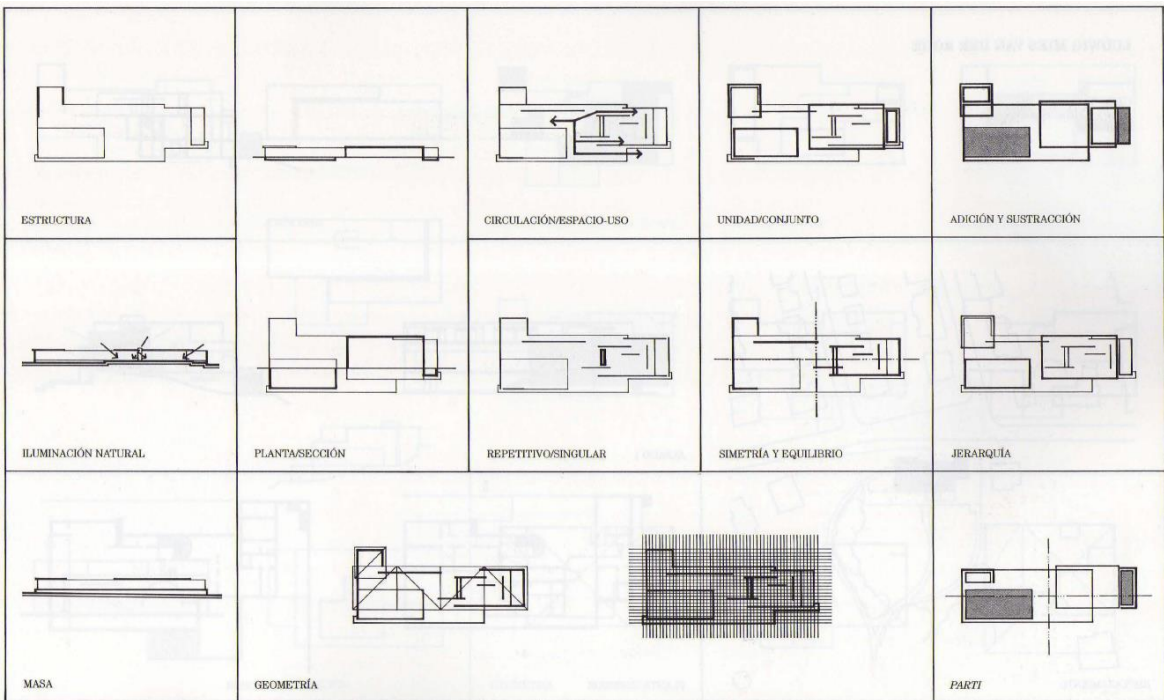 ESTRUCTURA
CIRCULACIÓN/ESPACIO-USO
UNIDAD/CONJUNTO
ADICIÓN Y SUSTRACCIÓN
ILUMINACIÓN NATURAL
PLANTA/SECCIÓN
REPETITIVO/SINGULAR
SIMETRÍA Y EQUILIBRIO
JERARQUÍA
MASA
GEOMETRÍA
PARTI